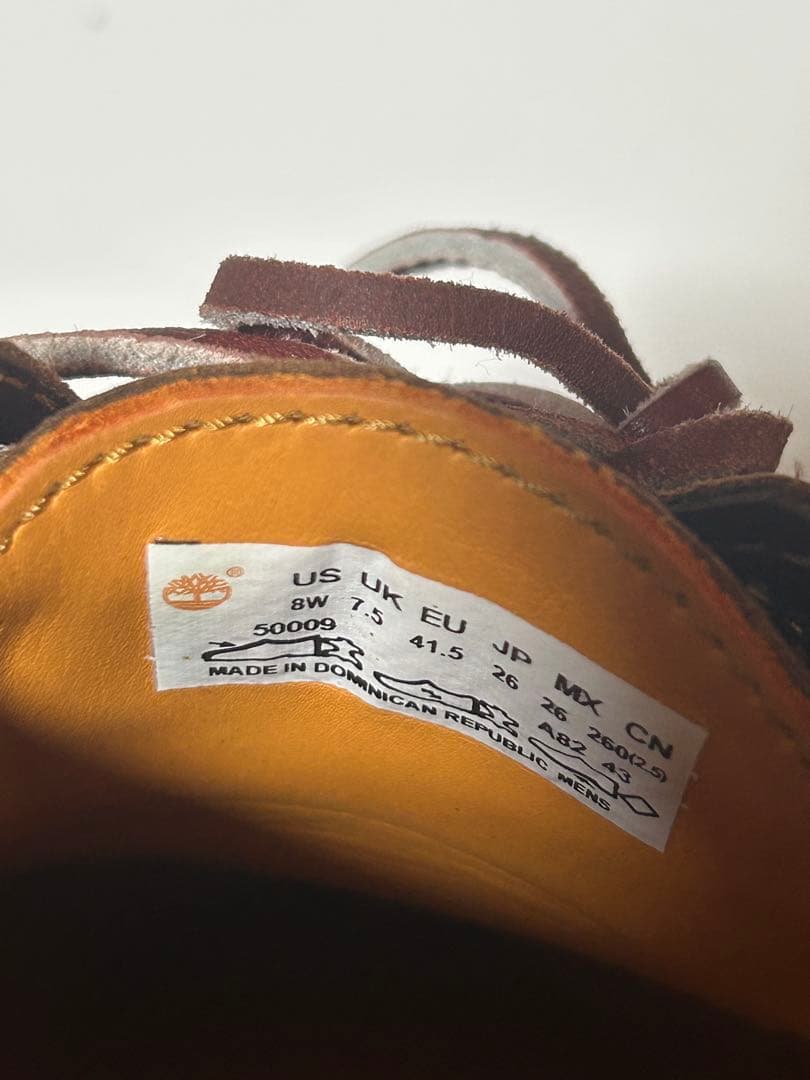 ®
US UK EU JP MX CN
8W 7.5 41.5 26 26 260(2.5)
50009 A82 43
MADE IN DOMINICAN REPUBLIC MENS